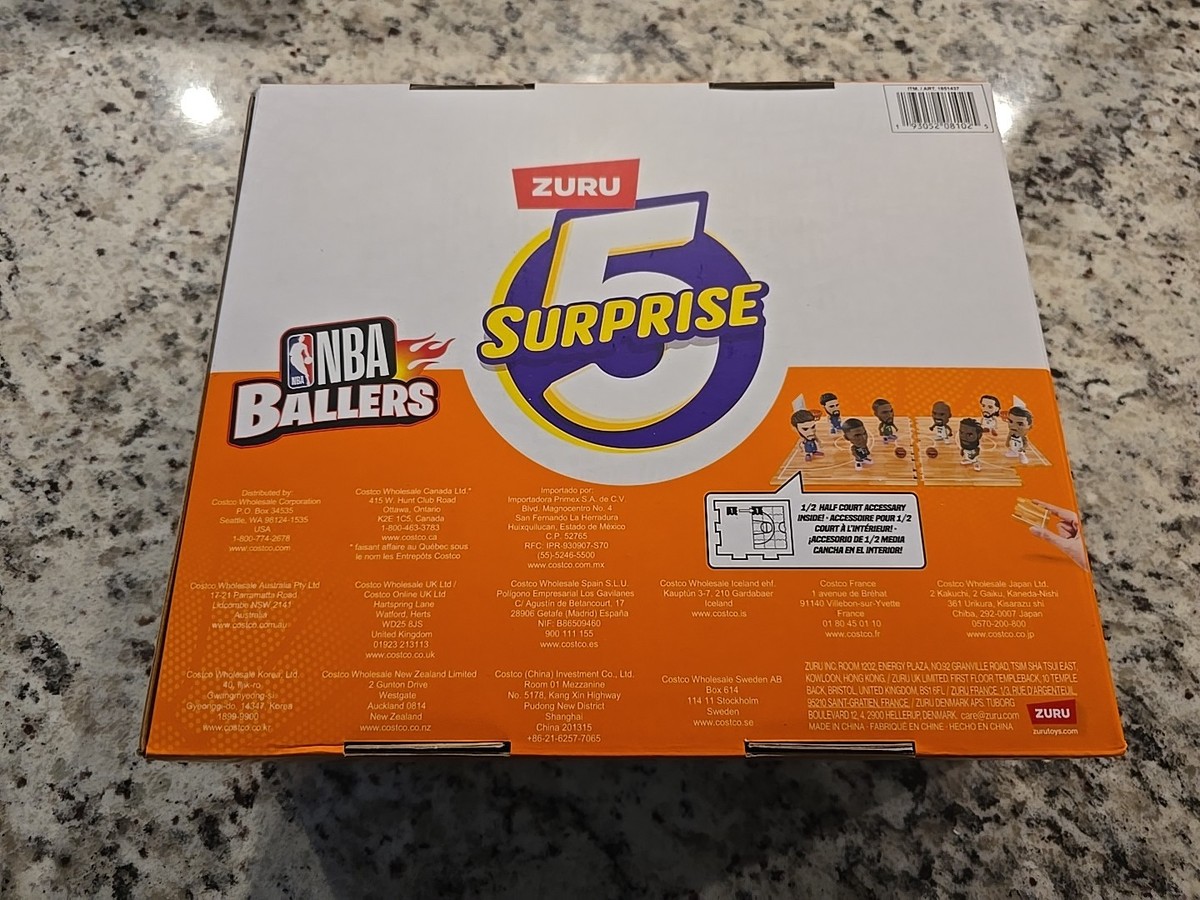 ITM. / ART. 1851437
1 93052 08102 5
ZURU
5
SURPRISE
NBA
NBA
BALLERS
1/2 HALF COURT ACCESSARY
INSIDE! · ACCESSOIRE POUR 1/2
COURT À L'INTÉRIEUR! ·
¡ACCESORIO DE 1/2 MEDIA
CANCHA EN EL INTERIOR!
Distributed by:
Costco Wholesale Corporation
P.O. Box 34535
Seattle, WA 98124-1535
USA
1-800-774-2678
www.costco.com
Costco Wholesale Canada Ltd.*
415 W. Hunt Club Road
Ottawa, Ontario
K2E 1C5, Canada
1-800-463-3783
www.costco.ca
* faisant affaire au Québec sous
le nom les Entrepôts Costco
Importado por:
Importadora Primex S.A. de C.V.
Blvd. Magnocentro No. 4
San Fernando La Herradura
Huixquilucan, Estado de México
C.P. 52765
RFC: IPR-930907-S70
(55)-5246-5500
www.costco.com.mx
Costco Wholesale Australia Pty Ltd
17-21 Parramatta Road
Lidcombe NSW 2141
Australia
www.costco.com.au
Costco Wholesale UK Ltd /
Costco Online UK Ltd
Hartspring Lane
Watford, Herts
WD25 8JS
United Kingdom
01923 213113
www.costco.co.uk
Costco Wholesale Spain S.L.U.
Polígono Empresarial Los Gavilanes
C/ Agustín de Betancourt, 17
28906 Getafe (Madrid) España
NIF: B86509460
900 111 155
www.costco.es
Costco Wholesale Iceland ehf.
Kauptún 3-7, 210 Gardabaer
Iceland
www.costco.is
Costco France
1 avenue de Bréhat
91140 Villebon-sur-Yvette
France
01 80 45 01 10
www.costco.fr
Costco Wholesale Japan Ltd.
2 Kakuchi, 2 Gaiku, Kaneda-Nishi
361 Urikura, Kisarazu shi
Chiba, 292-0007 Japan
0570-200-800
www.costco.co.jp
Costco Wholesale Korea, Ltd.
40, Iljik-ro
Gwangmyeong-si
Gyeonggi-do, 14347, Korea
1899-9900
www.costco.co.kr
Costco Wholesale New Zealand Limited
2 Gunton Drive
Westgate
Auckland 0814
New Zealand
www.costco.co.nz
Costco (China) Investment Co., Ltd.
Room 01 Mezzanine
No. 5178, Kang Xin Highway
Pudong New District
Shanghai
China 201315
+86-21-6257-7065
Costco Wholesale Sweden AB
Box 614
114 11 Stockholm
Sweden
www.costco.se
ZURU INC. ROOM 1202, ENERGY PLAZA, NO.92 GRANVILLE ROAD, TSIM SHA TSUI EAST,
KOWLOON, HONG KONG. / ZURU UK LIMITED. FIRST FLOOR TEMPLEBACK, 10 TEMPLE
BACK, BRISTOL, UNITED KINGDOM, BS1 6FL / ZURU FRANCE, 1/3, RUE D'ARGENTEUIL,
95210 SAINT-GRATIEN, FRANCE. / ZURU DENMARK APS, TUBORG
BOULEVARD 12, 4, 2900 HELLERUP, DENMARK. care@zuru.com
MADE IN CHINA · FABRIQUÉ EN CHINE · HECHO EN CHINA
ZURU
zurutoys.com